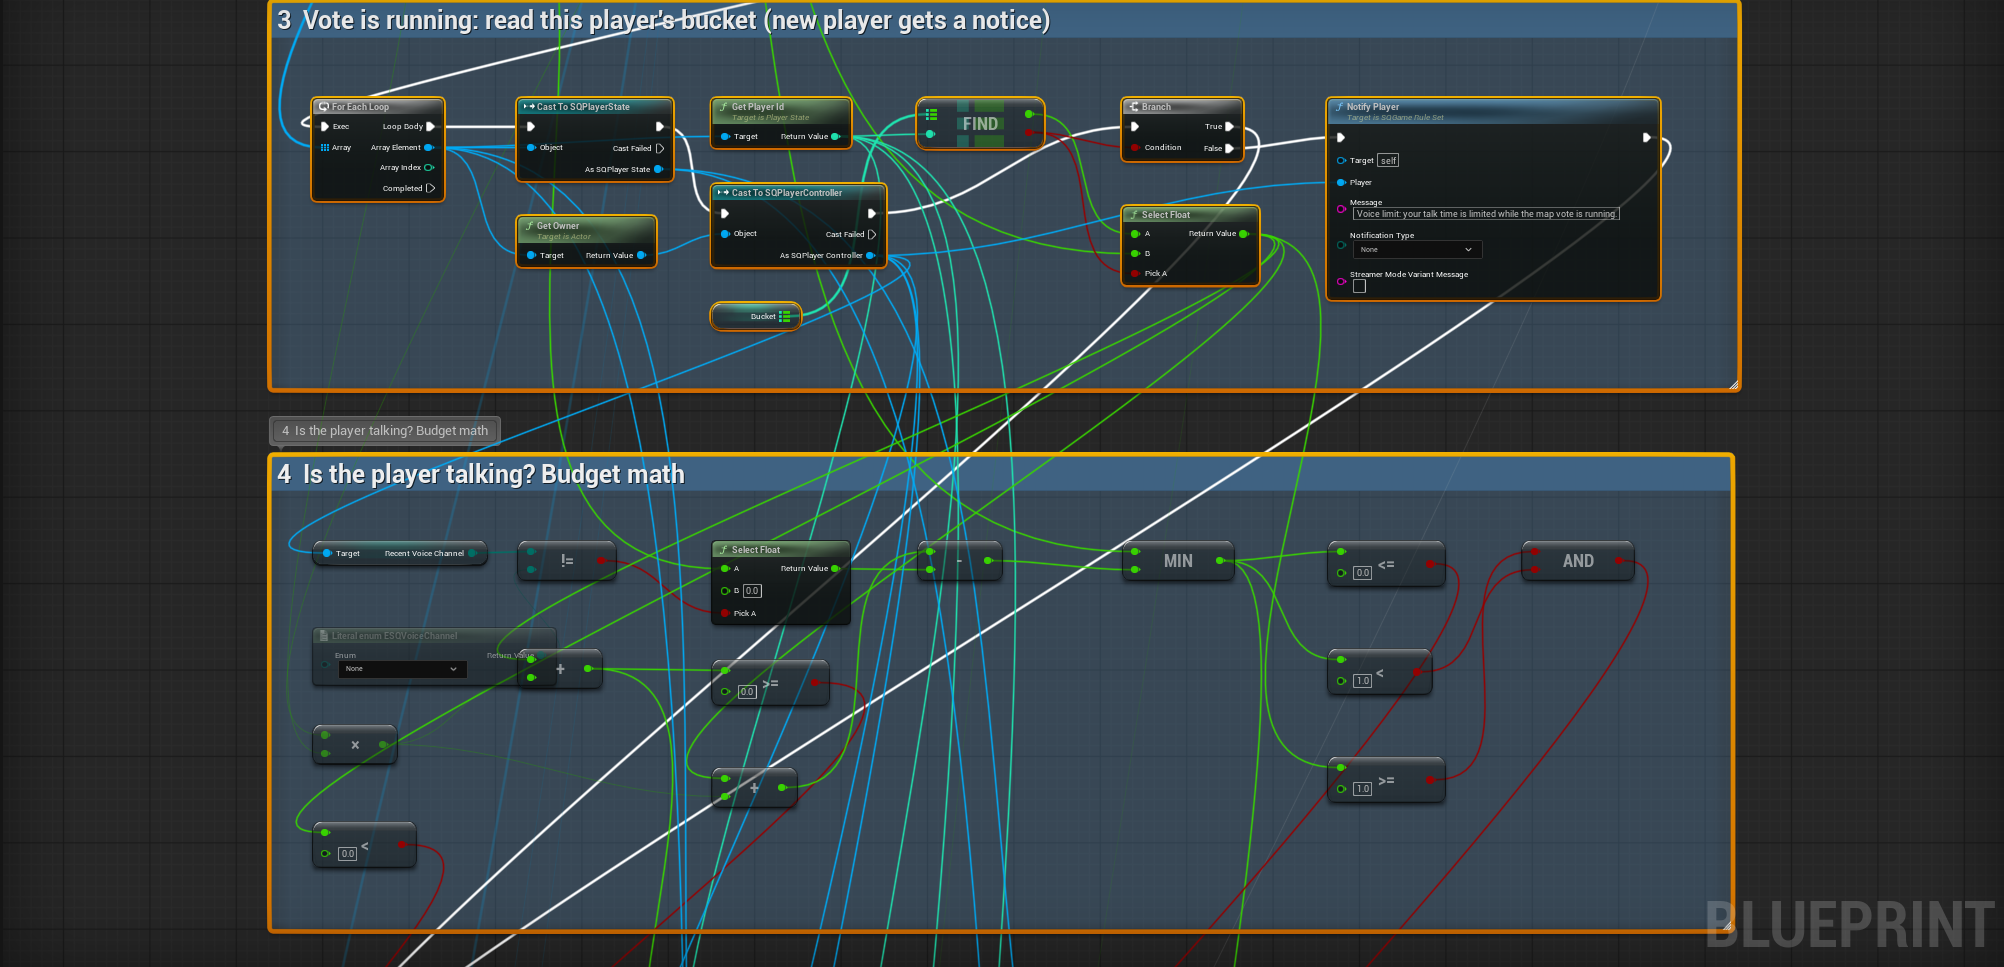 3 Vote is running: read this player's bucket (new player gets a notice)
For Each Loop
Exec
Loop Body
Array
Array Element
Array Index
Completed
Cast To SQPlayerState
Object
Cast Failed
As SQPlayer State
Get Owner
Target is Actor
Target
Return Value
Get Player Id
Target is Player State
Target
Return Value
Cast To SQPlayerController
Object
Cast Failed
As SQPlayer Controller
Bucket
FIND
Branch
True
Condition
False
Select Float
A
Return Value
B
Pick A
Notify Player
Target is SQGame Rule Set
Target
self
Player
Message
Voice limit: your talk time is limited while the map vote is running.
Notification Type
None
Streamer Mode Variant Message
4 Is the player talking? Budget math
4 Is the player talking? Budget math
Target
Recent Voice Channel
!=
Literal enum ESQVoiceChannel
Enum
Return Value
None
+
×
0.0
<
Select Float
A
Return Value
B
0.0
Pick A
0.0
>=
+
-
MIN
0.0
<=
1.0
<
1.0
>=
AND
BLUEPRINT